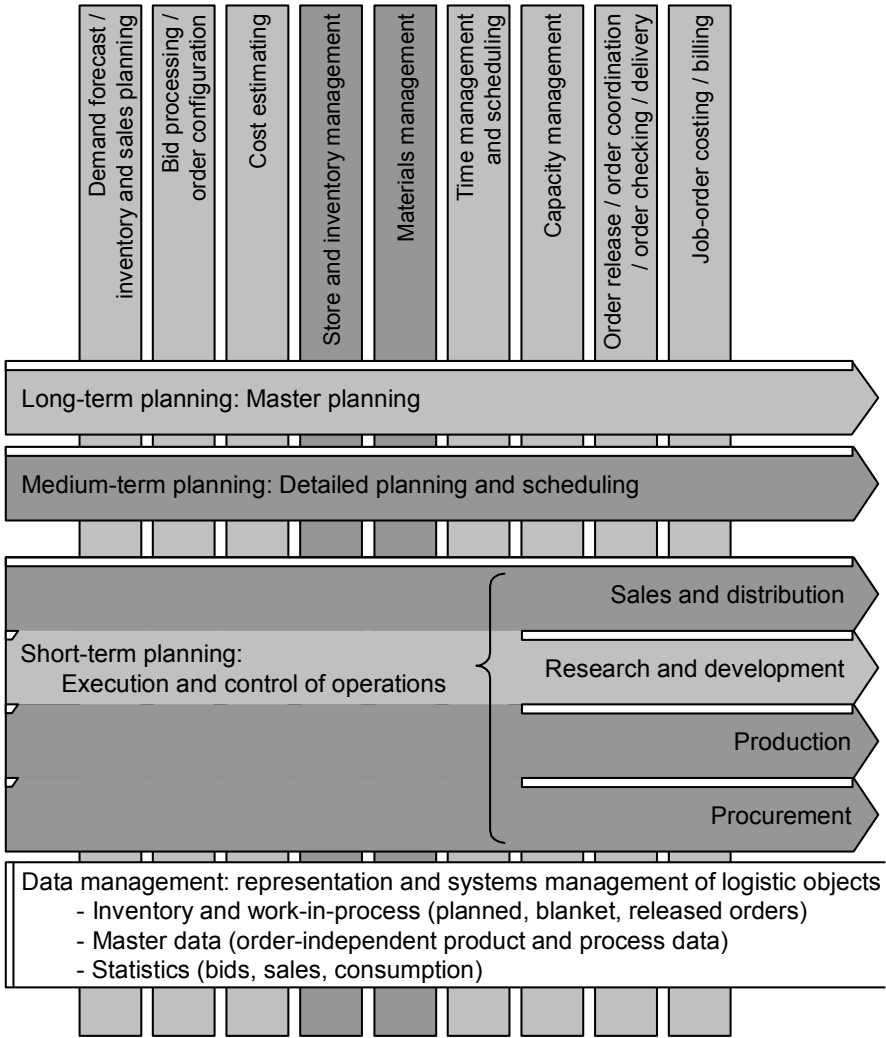 Demand forecast /
inventory and sales planning
Bid processing /
order configuration
Cost estimating
Store and inventory management
Materials management
Time management
and scheduling
Capacity management
Order release / order coordination
/ order checking / delivery
Job-order costing / billing
Long-term planning: Master planning
Medium-term planning: Detailed planning and scheduling
Sales and distribution
Short-term planning:
Execution and control of operations
Research and development
Production
Procurement
Data management: representation and systems management of logistic objects
- Inventory and work-in-process (planned, blanket, released orders)
- Master data (order-independent product and process data)
- Statistics (bids, sales, consumption)